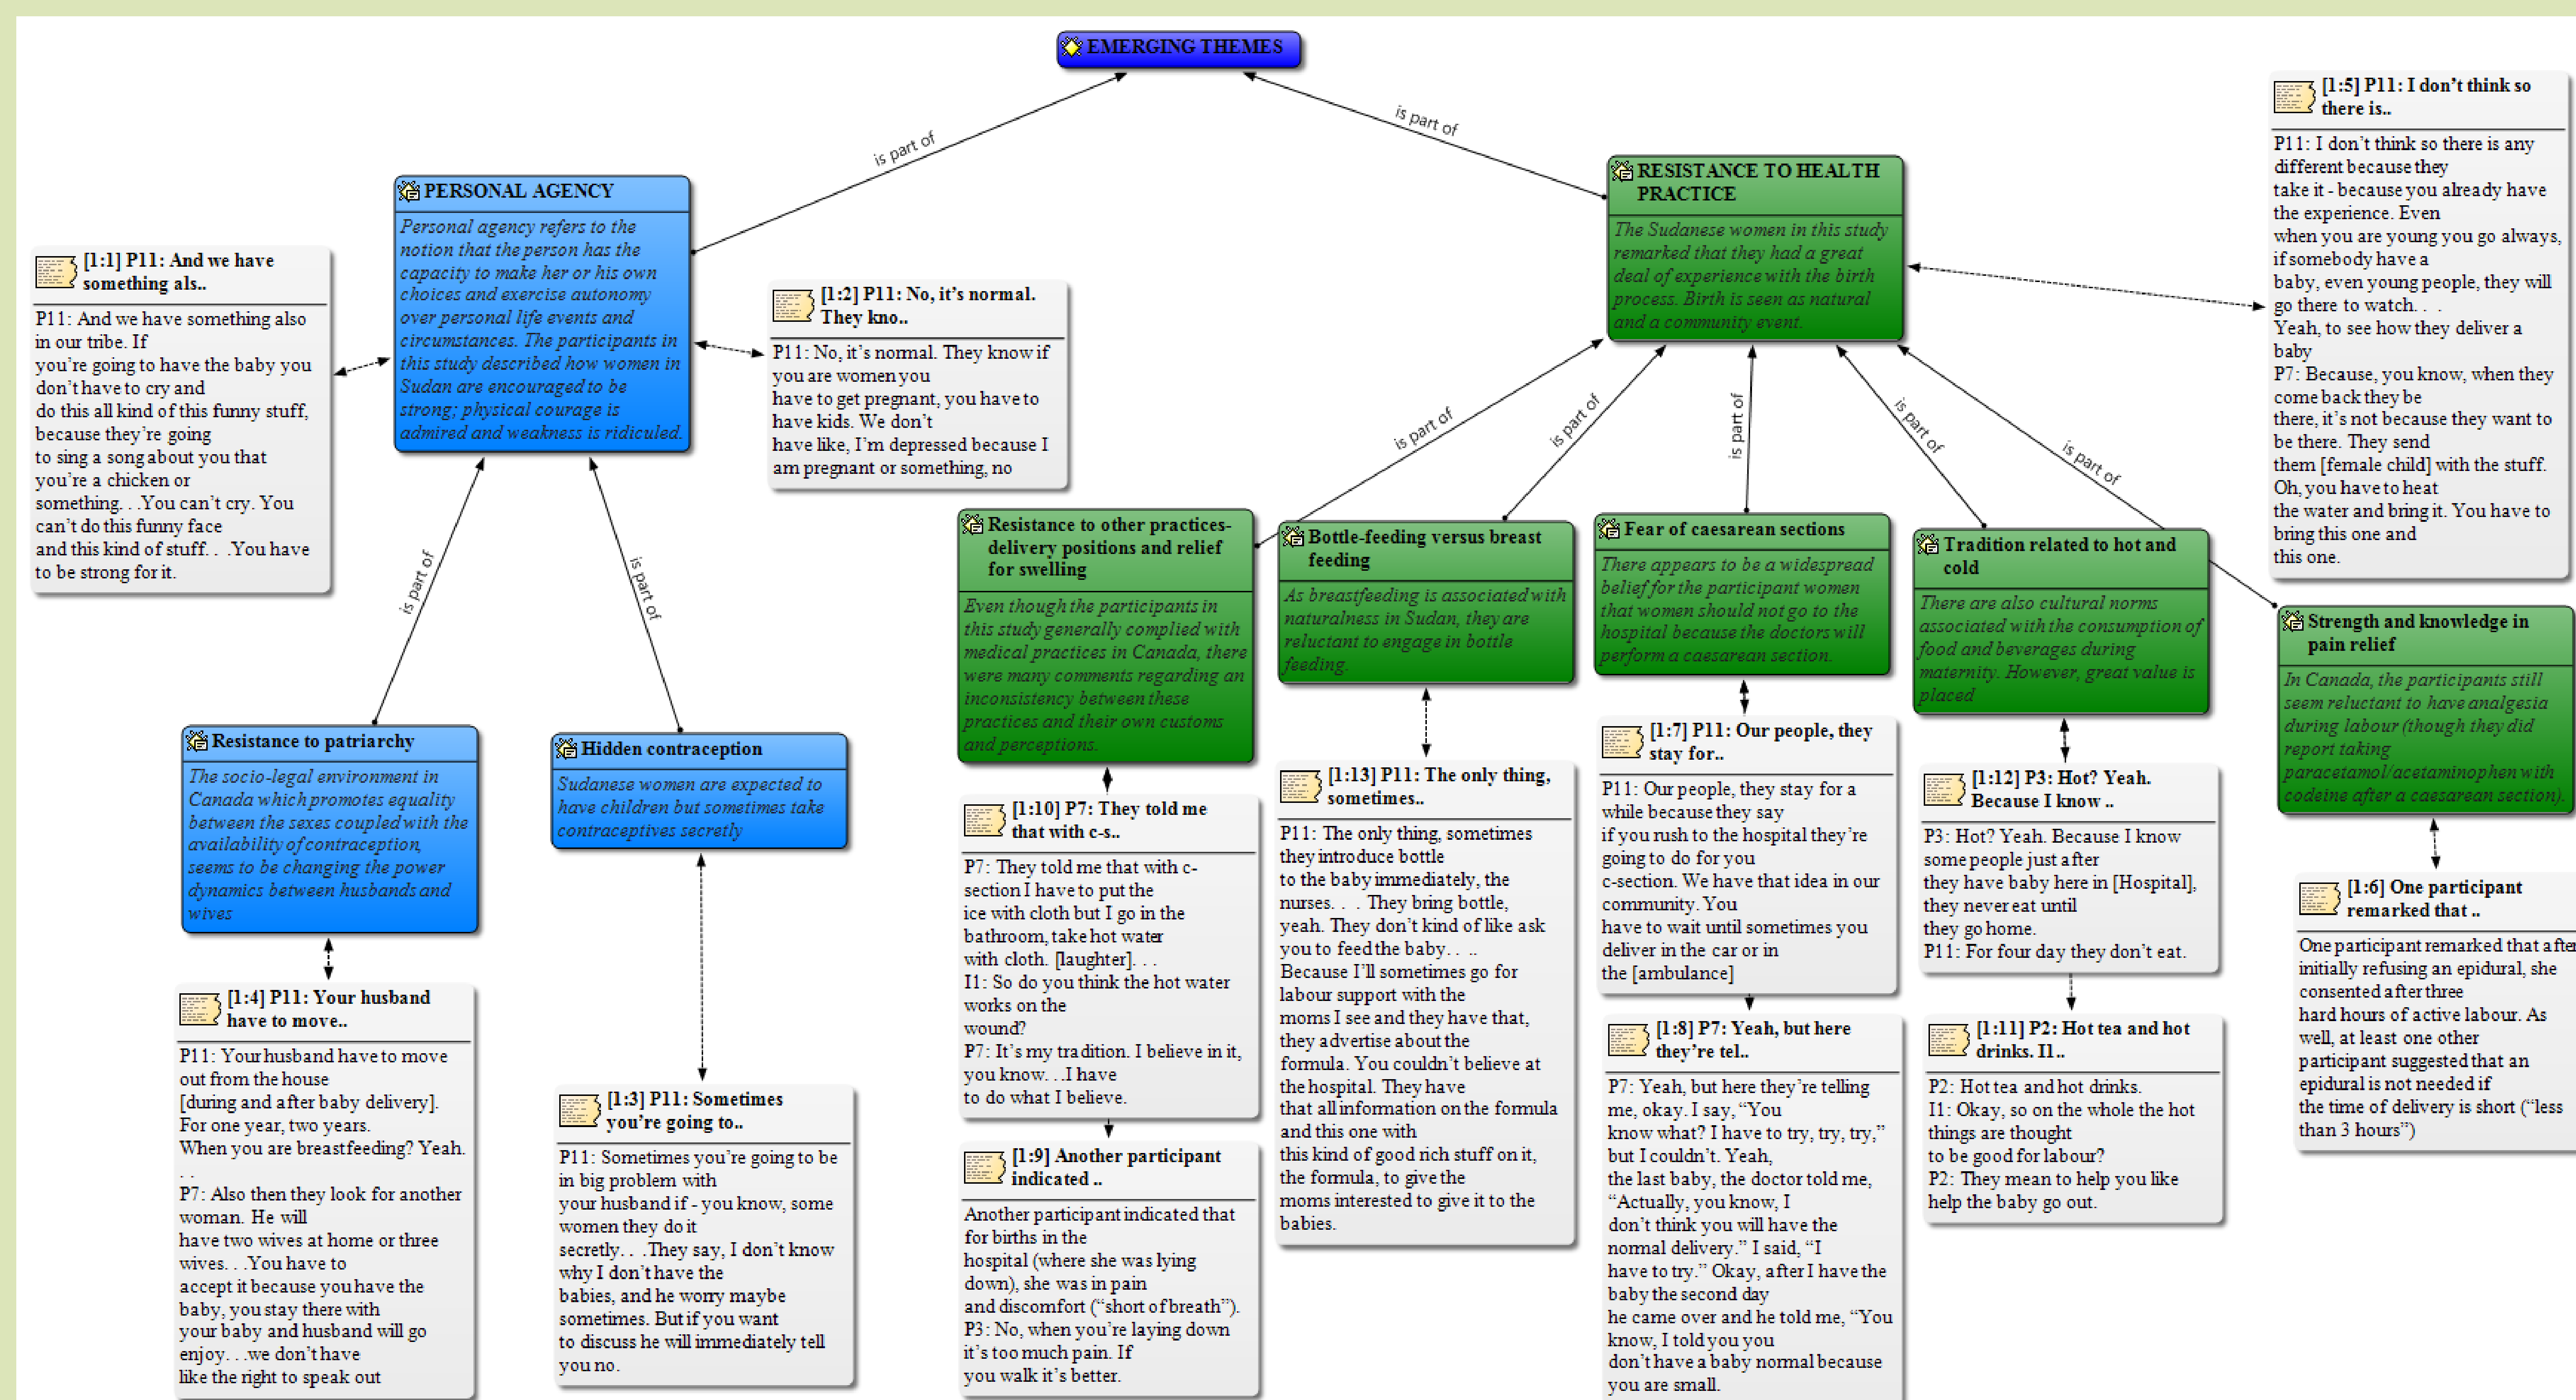 EMERGING THEMES
is part of
is part of
PERSONAL AGENCY
Personal agency refers to the
notion that the person has the
capacity to make her or his own
choices and exercise autonomy
over personal life events and
circumstances. The participants in
this study described how women in
Sudan are encouraged to be
strong; physical courage is
admired and weakness is ridiculed.
[1:1] P11: And we have
something als..
P11: And we have something also
in our tribe. If
you're going to have the baby you
don't have to cry and
do this all kind of this funny stuff,
because they're going
to sing a song about you that
you're a chicken or
something. . .You can't cry. You
can't do this funny face
and this kind of stuff. . .You have
to be strong for it.
[1:2] P11: No, it's normal.
They kno..
P11: No, it's normal. They know if
you are women you
have to get pregnant, you have to
have kids. We don't
have like, I'm depressed because I
am pregnant or something, no
RESISTANCE TO HEALTH
PRACTICE
The Sudanese women in this study
remarked that they had a great
deal of experience with the birth
process. Birth is seen as natural
and a community event.
[1:5] P11: I don't think so
there is..
P11: I don't think so there is any
different because they
take it - because you already have
the experience. Even
when you are young you go always,
if somebody have a
baby, even young people, they will
go there to watch. . .
Yeah, to see how they deliver a
baby
P7: Because, you know, when they
come back they be
there, it's not because they want to
be there. They send
them [female child] with the stuff.
Oh, you have to heat
the water and bring it. You have to
bring this one and
this one.
is part of
is part of
is part of
is part of
is part of
is part of
is part of
Resistance to patriarchy
The socio-legal environment in
Canada which promotes equality
between the sexes coupled with the
availability of contraception,
seems to be changing the power
dynamics between husbands and
wives
[1:4] P11: Your husband
have to move..
P11: Your husband have to move
out from the house
[during and after baby delivery].
For one year, two years.
When you are breastfeeding? Yeah.
. .
P7: Also then they look for another
woman. He will
have two wives at home or three
wives. . .You have to
accept it because you have the
baby, you stay there with
your baby and husband will go
enjoy. . .we don't have
like the right to speak out
Hidden contraception
Sudanese women are expected to
have children but sometimes take
contraceptives secretly
[1:3] P11: Sometimes
you're going to..
P11: Sometimes you're going to be
in big problem with
your husband if - you know, some
women they do it
secretly. . .They say, I don't know
why I don't have the
babies, and he worry maybe
sometimes. But if you want
to discuss he will immediately tell
you no.
Resistance to other practices-
delivery positions and relief
for swelling
Even though the participants in
this study generally complied with
medical practices in Canada, there
were many comments regarding an
inconsistency between these
practices and their own customs
and perceptions.
[1:10] P7: They told me
that with c-s..
P7: They told me that with c-
section I have to put the
ice with cloth but I go in the
bathroom, take hot water
with cloth. [laughter]. . .
I1: So do you think the hot water
works on the
wound?
P7: It's my tradition. I believe in it,
you know. . .I have
to do what I believe.
[1:9] Another participant
indicated ..
Another participant indicated that
for births in the
hospital (where she was lying
down), she was in pain
and discomfort ("short of breath").
P3: No, when you're laying down
it's too much pain. If
you walk it's better.
Bottle-feeding versus breast
feeding
As breastfeeding is associated with
naturalness in Sudan, they are
reluctant to engage in bottle
feeding.
[1:13] P11: The only thing,
sometimes..
P11: The only thing, sometimes
they introduce bottle
to the baby immediately, the
nurses. . . They bring bottle,
yeah. They don't kind of like ask
you to feed the baby. . ..
Because I'll sometimes go for
labour support with the
moms I see and they have that,
they advertise about the
formula. You couldn't believe at
the hospital. They have
that all information on the formula
and this one with
this kind of good rich stuff on it,
the formula, to give the
moms interested to give it to the
babies.
Fear of caesarean sections
There appears to be a widespread
belief for the participant women
that women should not go to the
hospital because the doctors will
perform a caesarean section.
[1:7] P11: Our people, they
stay for..
P11: Our people, they stay for a
while because they say
if you rush to the hospital they're
going to do for you
c-section. We have that idea in our
community. You
have to wait until sometimes you
deliver in the car or in
the [ambulance]
[1:8] P7: Yeah, but here
they're tel..
P7: Yeah, but here they're telling
me, okay. I say, "You
know what? I have to try, try, try,"
but I couldn't. Yeah,
the last baby, the doctor told me,
"Actually, you know, I
don't think you will have the
normal delivery." I said, "I
have to try." Okay, after I have the
baby the second day
he came over and he told me, "You
know, I told you you
don't have a baby normal because
you are small.
Tradition related to hot and
cold
There are also cultural norms
associated with the consumption of
food and beverages during
maternity. However, great value is
placed
[1:12] P3: Hot? Yeah.
Because I know ..
P3: Hot? Yeah. Because I know
some people just after
they have baby here in [Hospital],
they never eat until
they go home.
P11: For four day they don't eat.
[1:11] P2: Hot tea and hot
drinks. I1..
P2: Hot tea and hot drinks.
I1: Okay, so on the whole the hot
things are thought
to be good for labour?
P2: They mean to help you like
help the baby go out.
Strength and knowledge in
pain relief
In Canada, the participants still
seem reluctant to have analgesia
during labour (though they did
report taking
paracetamol/acetaminophen with
codeine after a caesarean section).
[1:6] One participant
remarked that ..
One participant remarked that after
initially refusing an epidural, she
consented after three
hard hours of active labour. As
well, at least one other
participant suggested that an
epidural is not needed if
the time of delivery is short ("less
than 3 hours")